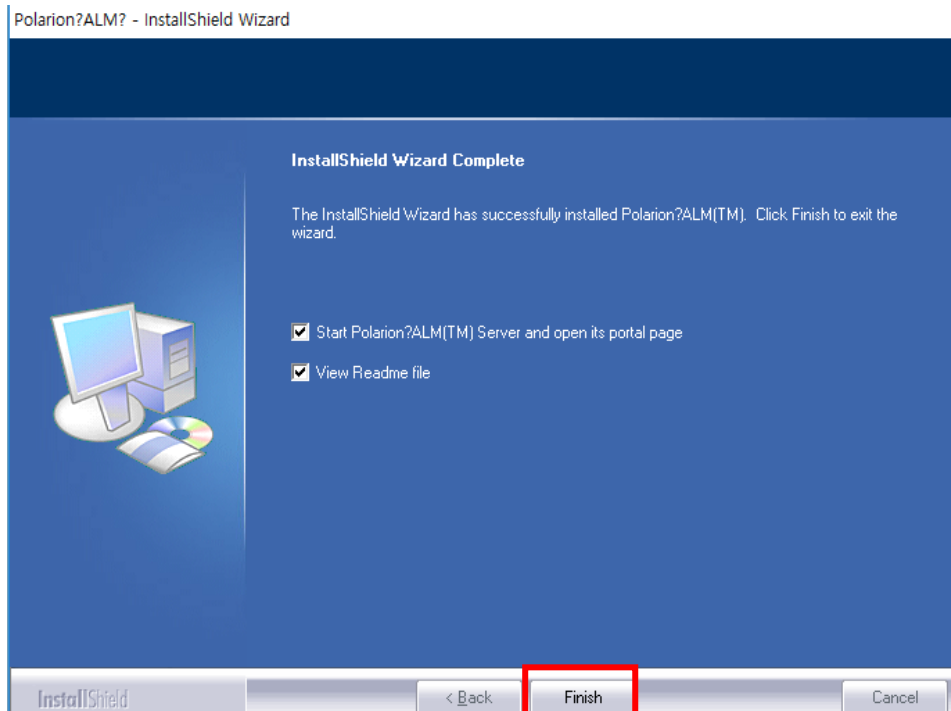 Polarion?ALM? - InstallShield Wizard
InstallShield Wizard Complete
The InstallShield Wizard has successfully installed Polarion?ALM(TM).  Click Finish to exit the
wizard.
Start Polarion?ALM(TM) Server and open its portal page
View Readme file
InstallShield
< Back
Finish
Cancel